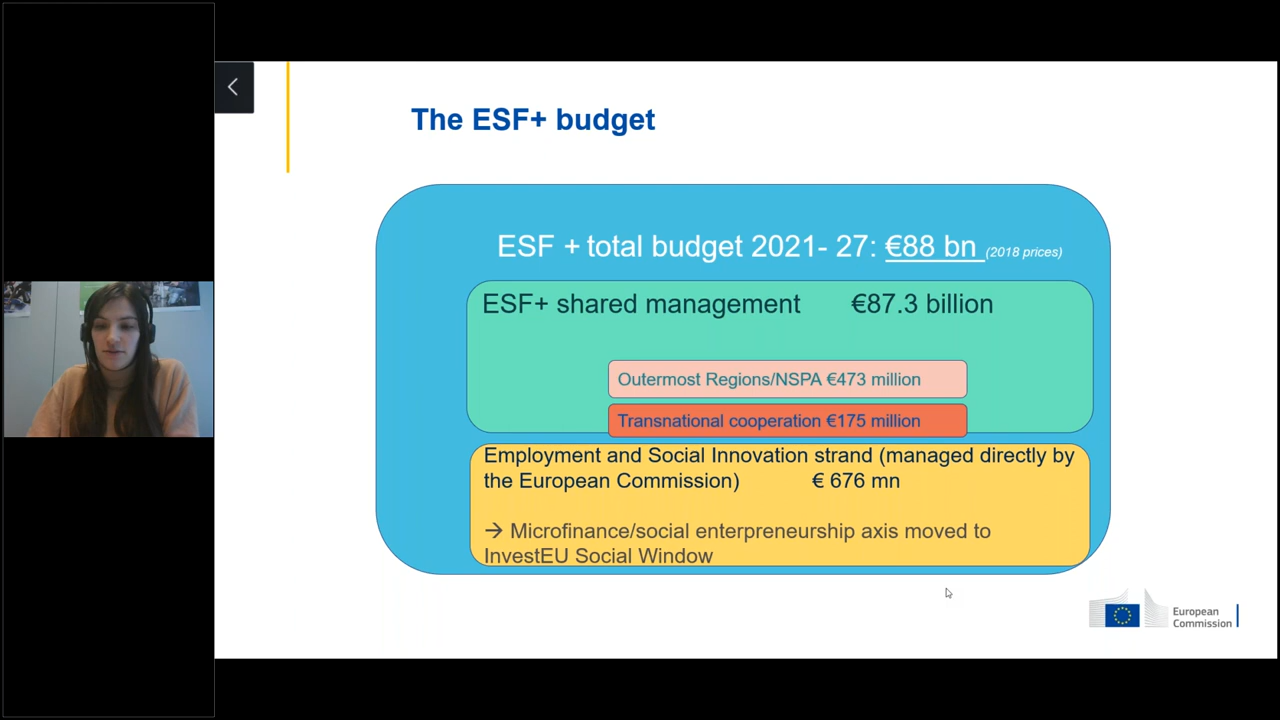 The ESF+ budget
ESF + total budget 2021- 27: €88 bn (2018 prices)
ESF+ shared management €87.3 billion
Outermost Regions/NSPA €473 million
Transnational cooperation €175 million
Employment and Social Innovation strand (managed directly by
the European Commission) € 676 mn
→ Microfinance/social enterpreneurship axis moved to
InvestEU Social Window
European
Commission